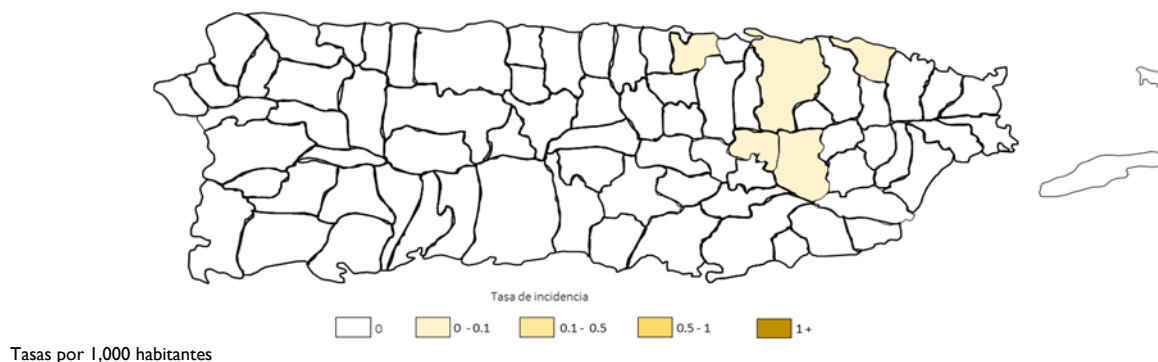 Tasa de incidencia
0 0 - 0.1 0.1 - 0.5 0.5 - 1 1 +
Tasas por 1,000 habitantes